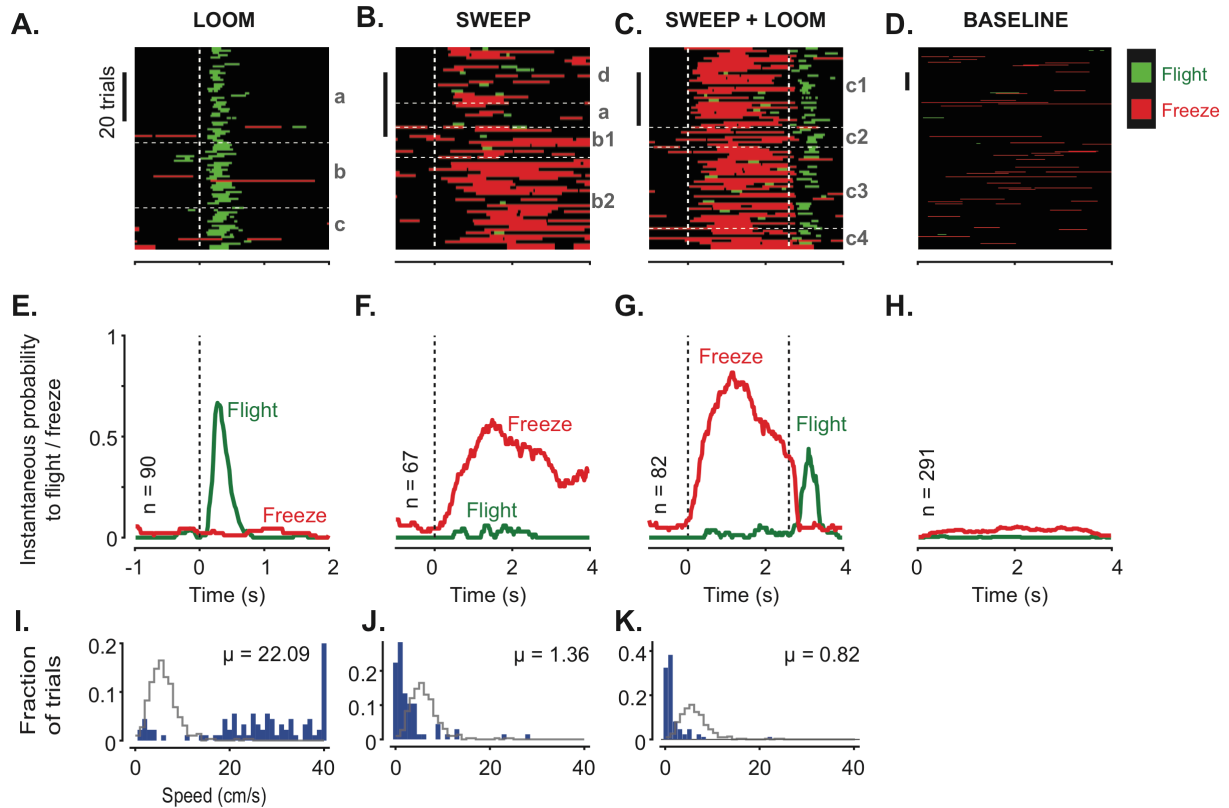 A. LOOM B. SWEEP C. SWEEP + LOOM D. BASELINE
20 trials
a
b
c
d
a
b1
b2
c1
c2
c3
c4
Flight
Freeze
E. F. G. H.
Instantaneous probability
to flight / freeze
1
0.5
0
n = 90
Flight
Freeze
-1 0 1 2
Time (s)
n = 67
Freeze
Flight
0 2 4
Time (s)
n = 82
Freeze
Flight
0 2 4
Time (s)
n = 291
0 2 4
Time (s)
I. J. K.
Fraction
of trials
0.2
0.1
0
µ = 22.09
0 20 40
Speed (cm/s)
0.2
0.1
0
µ = 1.36
0 20 40
0.4
0.2
0
µ = 0.82
0 20 40